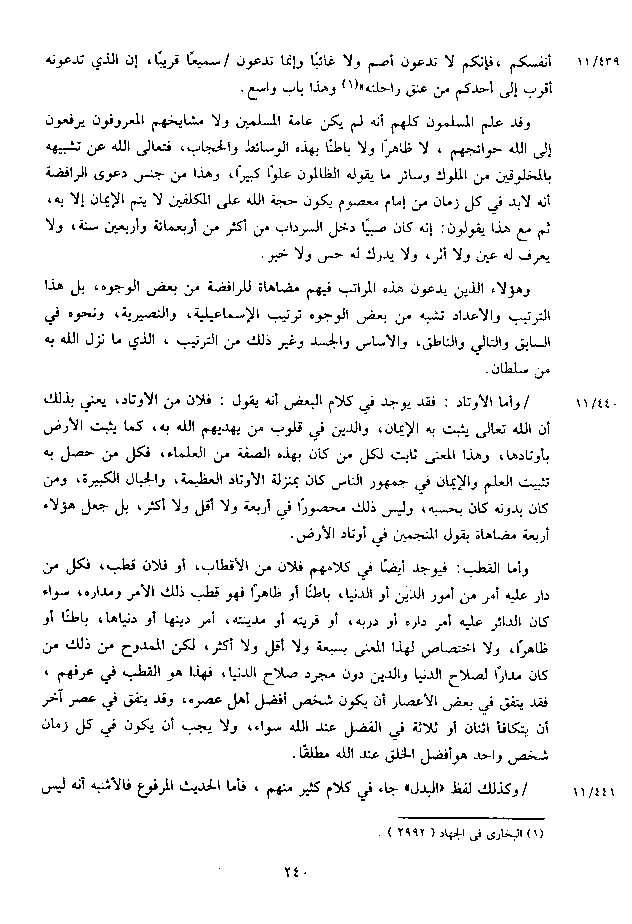 ١١/٤٣٩ أنفسكم ،فإنكم لا تدعون أصم ولا غائبًا وإنما تدعون / سميعًا قريبًا، إن الذي تدعونه
أقرب إلى أحدكم من عنق راحلته»(١) وهذا باب واسع .
وقد علم المسلمون كلهم أنه لم يكن عامة المسلمين ولا مشايخهم المعروفون يرفعون
إلى الله حوائجهم ، لا ظاهرًا ولا باطنًا بهذه الوسائط والحجاب، فتعالى الله عن تشبيهه
بالمخلوقين من الملوك وسائر ما يقوله الظالمون علوًا كبيرًا، وهذا من جنس دعوى الرافضة
أنه لابد في كل زمان من إمام معصوم يكون حجة الله على المكلفين لا يتم الإيمان إلا به،
ثم مع هذا يقولون: إنه كان صبيًا دخل السرداب من أكثر من أربعمائة وأربعين سنة، ولا
يعرف له عين ولا أثر، ولا يدرك له حس ولا خبر.
وهؤلاء الذين يدعون هذه المراتب فيهم مضاهاة للرافضة من بعض الوجوه، بل هذا
الترتيب والأعداد تشبه من بعض الوجوه ترتيب الإسماعيلية، والنصيرية، ونحوه في
السابق والتالي والناطق، والأساس والجسد وغير ذلك من الترتيب ، الذي ما نزل الله به
من سلطان.
١١/٤٤٠ / وأما الأوتاد : فقد يوجد في كلام البعض أنه يقول : فلان من الأوتاد، يعني بذلك
أن الله تعالى يثبت به الإيمان، والدين في قلوب من يهديهم الله به، كما يثبت الأرض
بأوتادها، وهذا المعنى ثابت لكل من كان بهذه الصفة من العلماء، فكل من حصل به
تثبيت العلم والإيمان في جمهور الناس كان بمنزلة الأوتاد العظيمة، والجبال الكبيرة، ومن
كان بدونه كان بحسبه، وليس ذلك محصورًا في أربعة ولا أقل ولا أكثر، بل جعل هؤلاء
أربعة مضاهاة بقول المنجمين في أوتاد الأرض.
وأما القطب: فيوجد أيضًا في كلامهم فلان من الأقطاب، أو فلان قطب، فكل من
دار عليه أمر من أمور الدين أو الدنيا، باطنًا أو ظاهرًا فهو قطب ذلك الأمر ومداره، سواء
كان الدائر عليه أمر داره أو دربه، أو قريته أو مدينته، أمر دينها أو دنياها، باطنًا أو
ظاهرًا، ولا اختصاص لهذا المعنى بسبعة ولا أقل ولا أكثر، لكن الممدوح من ذلك من
كان مدارًا لصلاح الدنيا والدين دون مجرد صلاح الدنيا، فهذا هو القطب في عرفهم ،
فقد يتفق في بعض الأعصار أن يكون شخص أفضل أهل عصره، وقد يتفق في عصر آخر
أن يتكافأ اثنان أو ثلاثة في الفضل عند الله سواء، ولا يجب أن يكون في كل زمان
شخص واحد هو أفضل الخلق عند الله مطلقًا.
١١/٤٤١ / وكذلك لفظ «البدل» جاء في كلام كثير منهم ، فأما الحديث المرفوع فالأشبه أنه ليس
(١) البخارى فى الجهاد ( ٢٩٩٢ ) .
٢٤٠